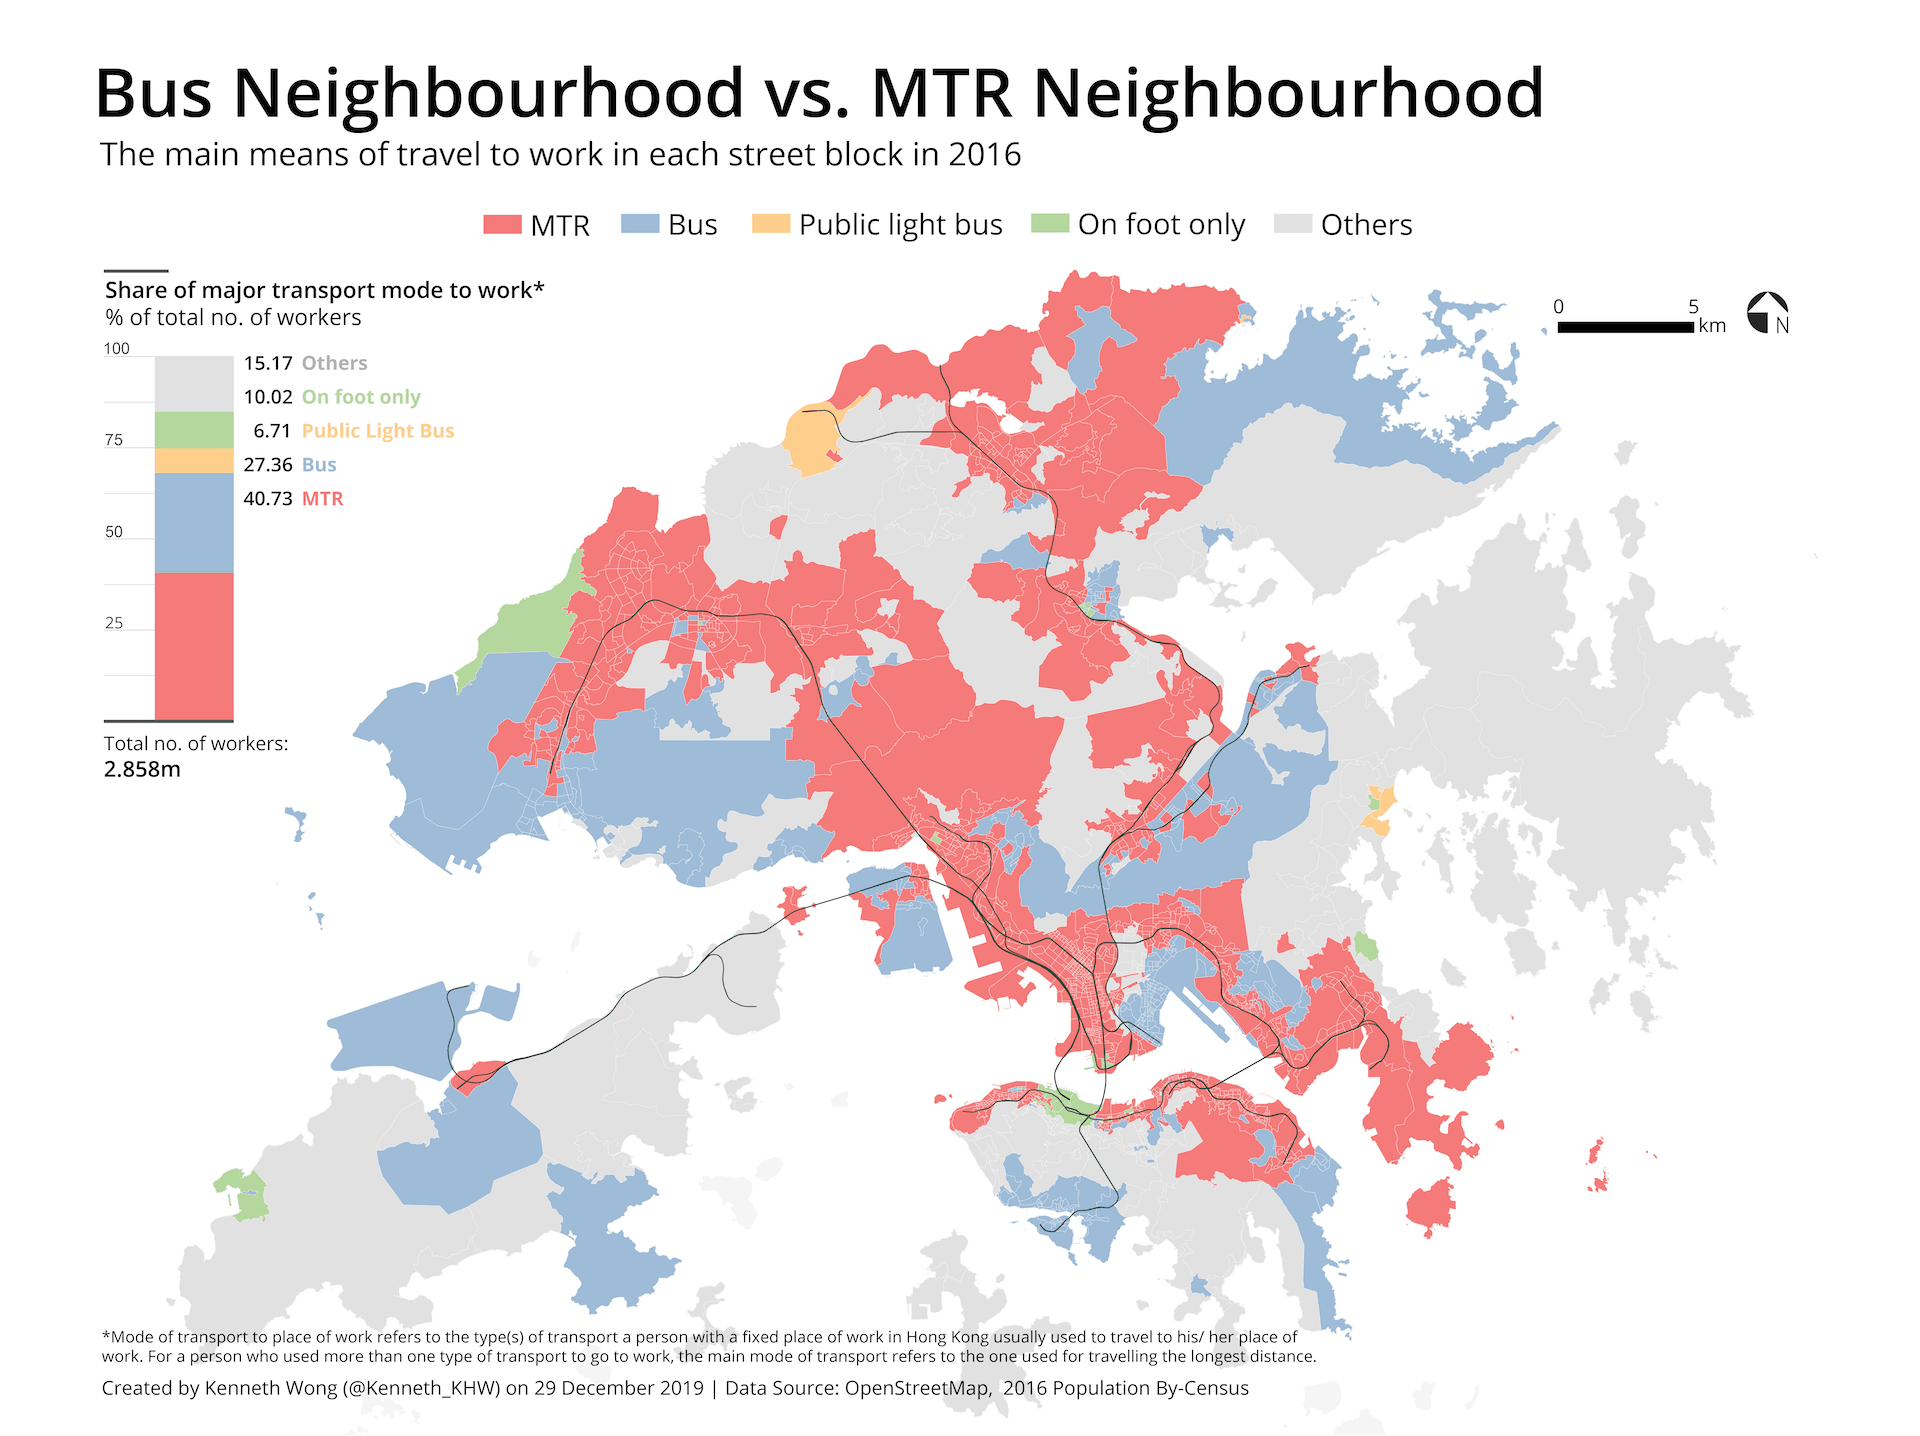 Bus Neighbourhood vs. MTR Neighbourhood
The main means of travel to work in each street block in 2016
MTR Bus Public light bus On foot only Others
Share of major transport mode to work*
% of total no. of workers
100
15.17 Others
10.02 On foot only
6.71 Public Light Bus
75
27.36 Bus
40.73 MTR
50
25
Total no. of workers:
2.858m
0 5
km
N
*Mode of transport to place of work refers to the type(s) of transport a person with a fixed place of work in Hong Kong usually used to travel to his/ her place of
work. For a person who used more than one type of transport to go to work, the main mode of transport refers to the one used for travelling the longest distance.
Created by Kenneth Wong (@Kenneth_KHW) on 29 December 2019 | Data Source: OpenStreetMap, 2016 Population By-Census